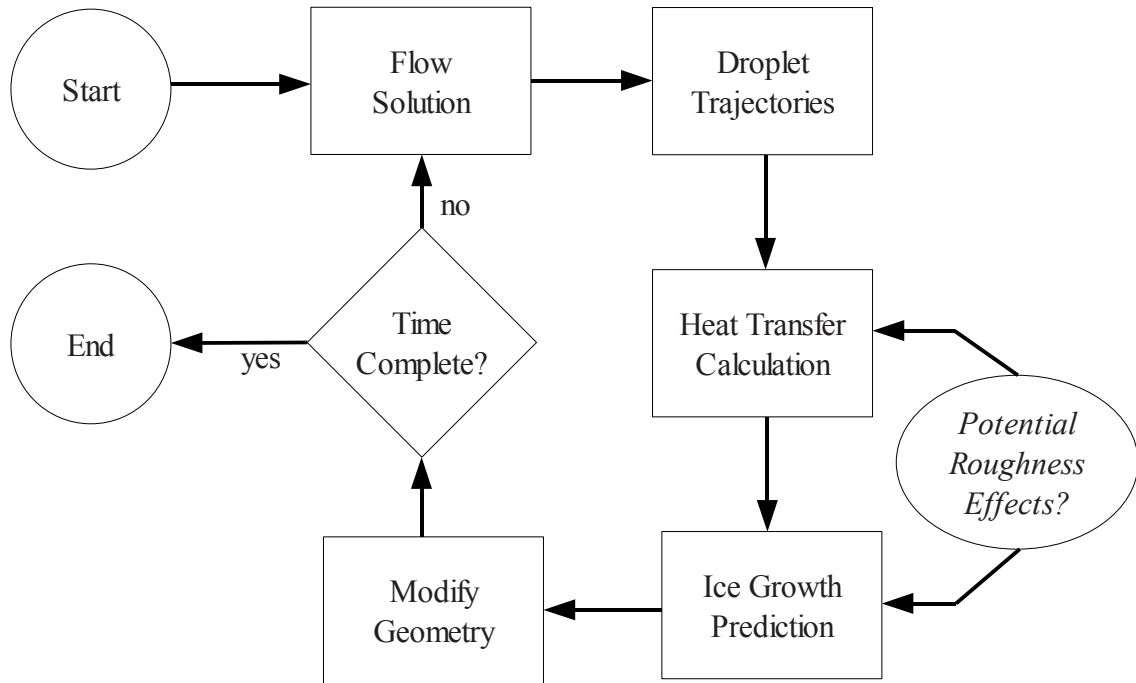 Start
Flow
Solution
Droplet
Trajectories
no
End
yes
Time
Complete?
Heat Transfer
Calculation
Potential
Roughness
Effects?
Modify
Geometry
Ice Growth
Prediction